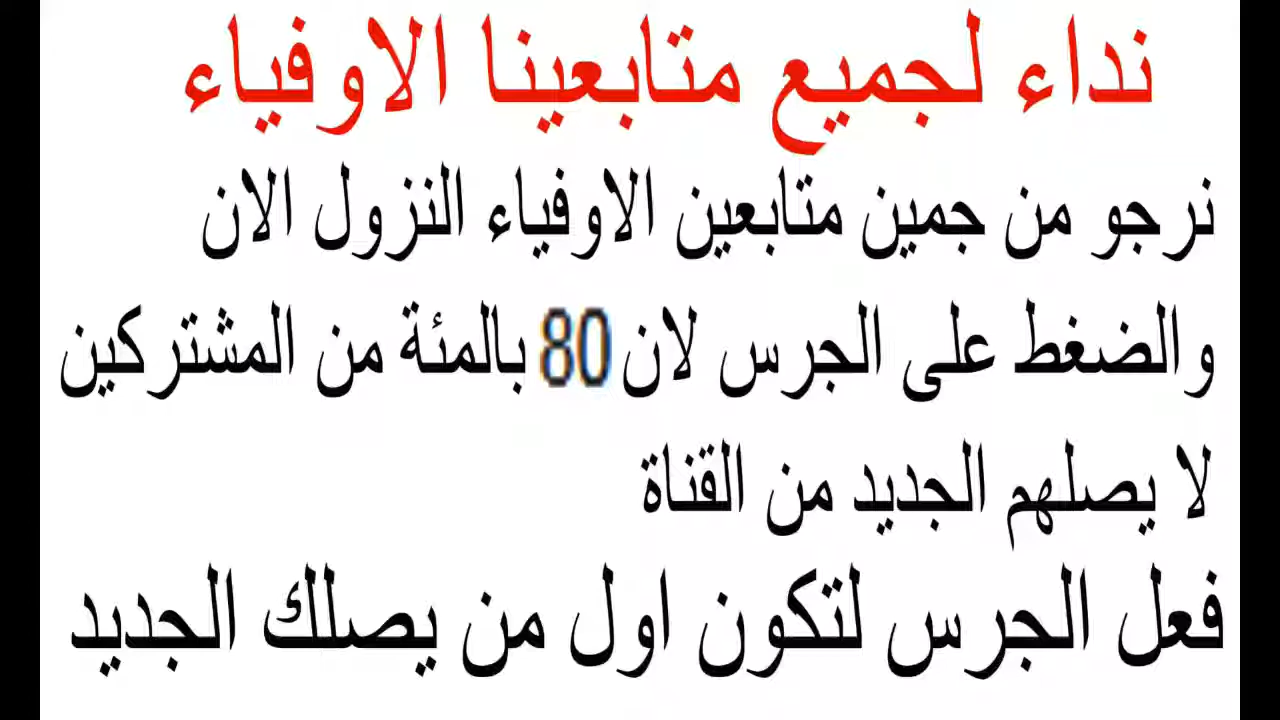 نداء لجميع متابعينا الاوفياء
نرجو من جمين متابعين الاوفياء النزول الان
والضغط على الجرس لان 80 بالمئة من المشتركين
لا يصلهم الجديد من القناة
فعل الجرس لتكون اول من يصلك الجديد